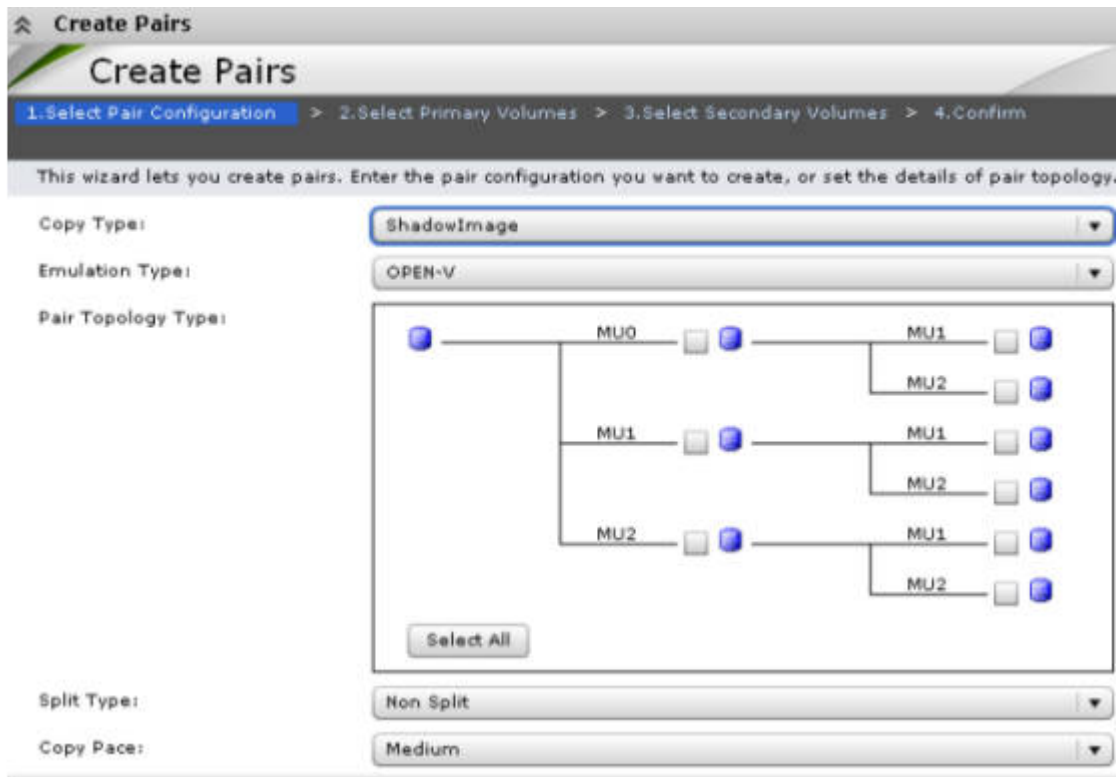 Create Pairs
Create Pairs
1.Select Pair Configuration > 2.Select Primary Volumes > 3.Select Secondary Volumes > 4.Confirm
This wizard lets you create pairs. Enter the pair configuration you want to create, or set the details of pair topology.
Copy Type: ShadowImage
Emulation Type: OPEN-V
Pair Topology Type:
MU0 MU1
MU2
MU1 MU1
MU2
MU2 MU1
MU2
Select All
Split Type: Non Split
Copy Pace: Medium